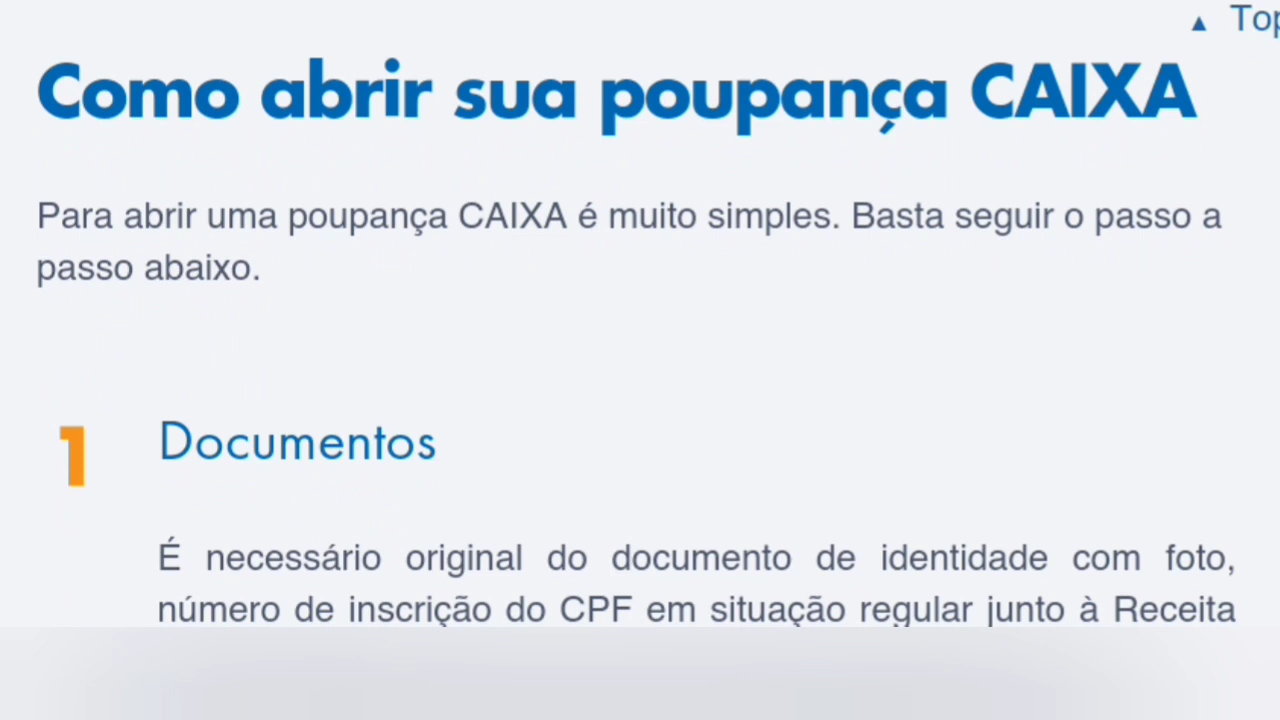 ▲ Top
Como abrir sua poupança CAIXA
Para abrir uma poupança CAIXA é muito simples. Basta seguir o passo a
passo abaixo.
1 Documentos
É necessário original do documento de identidade com foto,
número de inscrição do CPF em situação regular junto à Receita